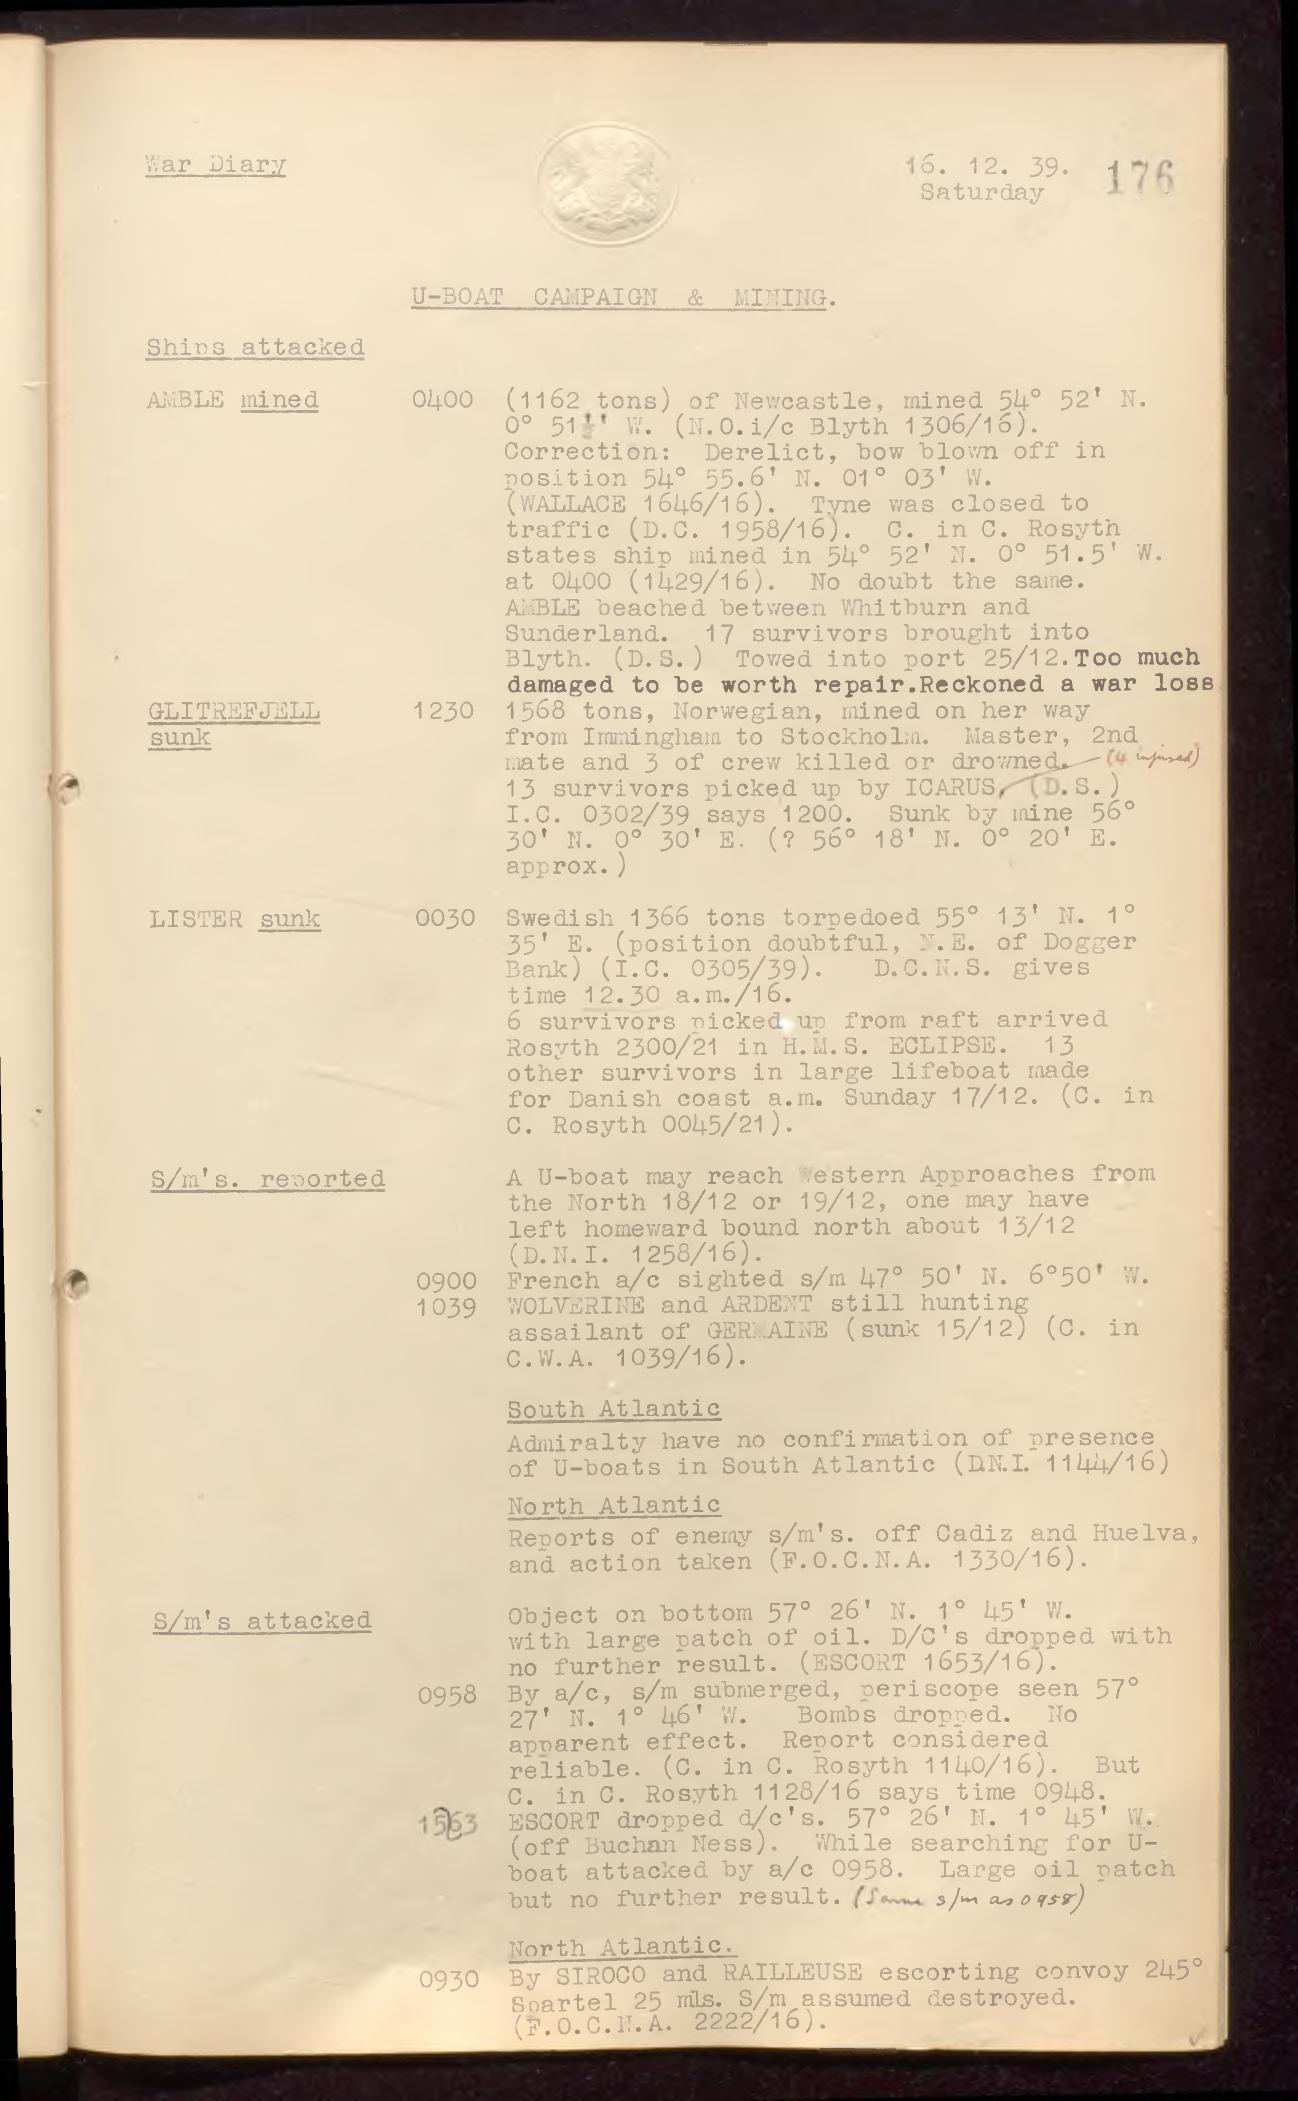 War Diary
16. 12. 39.
176
Saturday
U-BOAT CAMPAIGN & MINING.
Ships attacked
AMBLE mined 0400 (1162 tons) of Newcastle, mined 54° 52' N.
0° 51½' W. (N.O.i/c Blyth 1306/16).
Correction: Derelict, bow blown off in
position 54° 55.6' N. 01° 03' W.
(WALLACE 1646/16). Tyne was closed to
traffic (D.C. 1958/16). C. in C. Rosyth
states ship mined in 54° 52' N. 0° 51.5' W.
at 0400 (1429/16). No doubt the same.
AMBLE beached between Whitburn and
Sunderland. 17 survivors brought into
Blyth. (D.S.) Towed into port 25/12. Too much
damaged to be worth repair.Reckoned a war loss
GLITREFJELL 1230 1568 tons, Norwegian, mined on her way
sunk from Immingham to Stockholm. Master, 2nd
mate and 3 of crew killed or drowned. (4 injured)
13 survivors picked up by ICARUS, (D.S.)
I.C. 0302/39 says 1200. Sunk by mine 56°
30' N. 0° 30' E. (? 56° 18' N. 0° 20' E.
approx.)
LISTER sunk 0030 Swedish 1366 tons torpedoed 55° 13' N. 1°
35' E. (position doubtful, N.E. of Dogger
Bank) (I.C. 0305/39). D.C.N.S. gives
time 12.30 a.m./16.
6 survivors picked up from raft arrived
Rosyth 2300/21 in H.M.S. ECLIPSE. 13
other survivors in large lifeboat made
for Danish coast a.m. Sunday 17/12. (C. in
C. Rosyth 0045/21).
S/m's. reported A U-boat may reach Western Approaches from
the North 18/12 or 19/12, one may have
left homeward bound north about 13/12
(D.N.I. 1258/16).
0900 French a/c sighted s/m 47° 50' N. 6°50' W.
1039 WOLVERINE and ARDENT still hunting
assailant of GERMAINE (sunk 15/12) (C. in
C.W.A. 1039/16).
South Atlantic
Admiralty have no confirmation of presence
of U-boats in South Atlantic (D.N.I. 1144/16)
North Atlantic
Reports of enemy s/m's. off Cadiz and Huelva,
and action taken (F.O.C.N.A. 1330/16).
S/m's attacked Object on bottom 57° 26' N. 1° 45' W.
with large patch of oil. D/C's dropped with
no further result. (ESCORT 1653/16).
0958 By a/c, s/m submerged, periscope seen 57°
27' N. 1° 46' W. Bombs dropped. No
apparent effect. Report considered
reliable. (C. in C. Rosyth 1140/16). But
C. in C. Rosyth 1128/16 says time 0948.
ESCORT dropped d/c's. 57° 26' N. 1° 45' W.
(off Buchan Ness). While searching for U-
boat attacked by a/c 0958. Large oil patch
but no further result. (Same s/m as 0958)
North Atlantic.
0930 By SIROCO and RAILLEUSE escorting convoy 245°
Spartel 25 mls. S/m assumed destroyed.
(F.O.C.N.A. 2222/16).